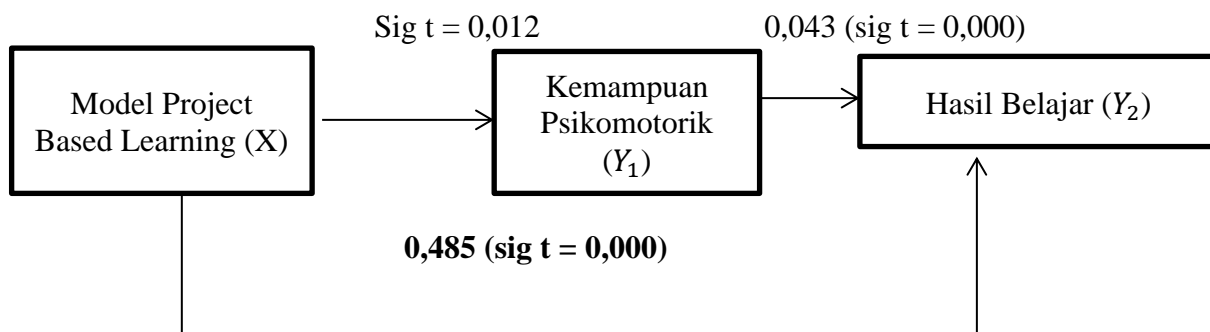 Sig t = 0,012
0,043 (sig t = 0,000)
Model Project
Based Learning (X)
Kemampuan
Psikomotorik
(𝑌₁)
Hasil Belajar (𝑌₂)
0,485 (sig t = 0,000)